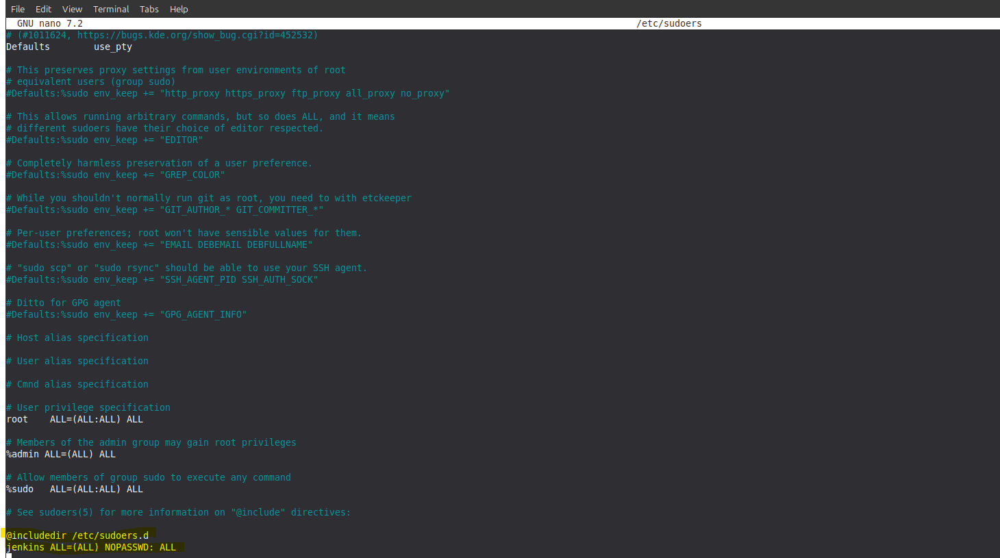 File Edit View Terminal Tabs Help
GNU nano 7.2 /etc/sudoers
# (#1011624, https://bugs.kde.org/show_bug.cgi?id=452532)
Defaults        use_pty
# This preserves proxy settings from user environments of root
# equivalent users (group sudo)
#Defaults:%sudo env_keep += "http_proxy https_proxy ftp_proxy all_proxy no_proxy"
# This allows running arbitrary commands, but so does ALL, and it means
# different sudoers have their choice of editor respected.
#Defaults:%sudo env_keep += "EDITOR"
# Completely harmless preservation of a user preference.
#Defaults:%sudo env_keep += "GREP_COLOR"
# While you shouldn't normally run git as root, you need to with etckeeper
#Defaults:%sudo env_keep += "GIT_AUTHOR_* GIT_COMMITTER_*"
# Per-user preferences; root won't have sensible values for them.
#Defaults:%sudo env_keep += "EMAIL DEBEMAIL DEBFULLNAME"
# "sudo scp" or "sudo rsync" should be able to use your SSH agent.
#Defaults:%sudo env_keep += "SSH_AGENT_PID SSH_AUTH_SOCK"
# Ditto for GPG agent
#Defaults:%sudo env_keep += "GPG_AGENT_INFO"
# Host alias specification
# User alias specification
# Cmnd alias specification
# User privilege specification
root    ALL=(ALL:ALL) ALL
# Members of the admin group may gain root privileges
%admin ALL=(ALL) ALL
# Allow members of group sudo to execute any command
%sudo   ALL=(ALL:ALL) ALL
# See sudoers(5) for more information on "@include" directives:
@includedir /etc/sudoers.d
jenkins ALL=(ALL) NOPASSWD: ALL